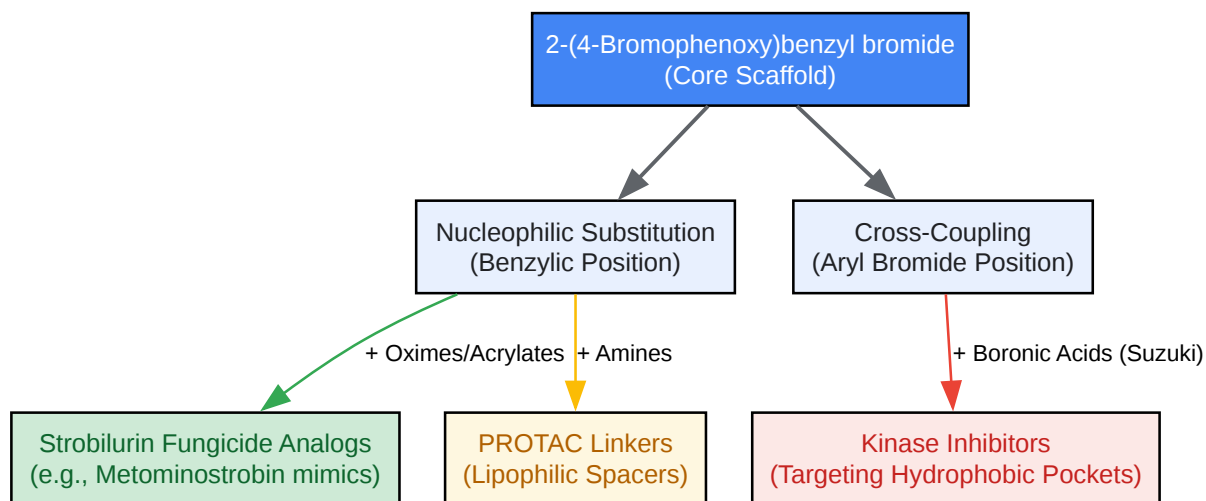 2-(4-Bromophenoxy)benzyl bromide
(Core Scaffold)
Nucleophilic Substitution
(Benzylic Position)
Cross-Coupling
(Aryl Bromide Position)
+ Oximes/Acrylates
+ Amines
+ Boronic Acids (Suzuki)
Strobilurin Fungicide Analogs
(e.g., Metominostrobin mimics)
PROTAC Linkers
(Lipophilic Spacers)
Kinase Inhibitors
(Targeting Hydrophobic Pockets)